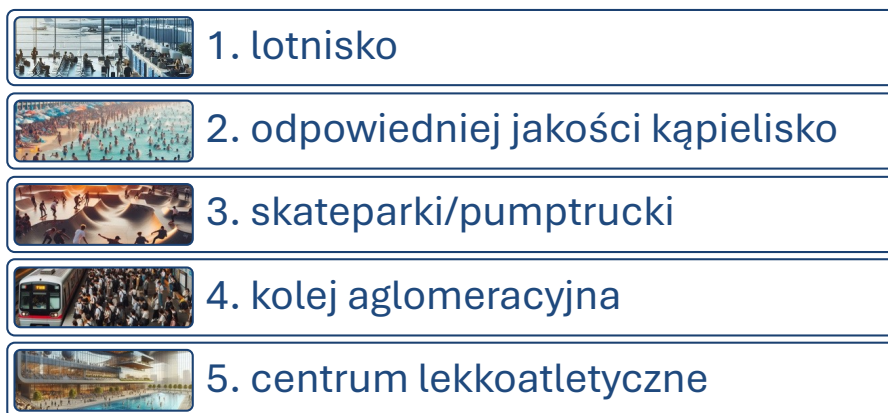 1. lotnisko
2. odpowiedniej jakości kąpielisko
3. skateparki/pumptrucki
4. kolej aglomeracyjna
5. centrum lekkoatletyczne